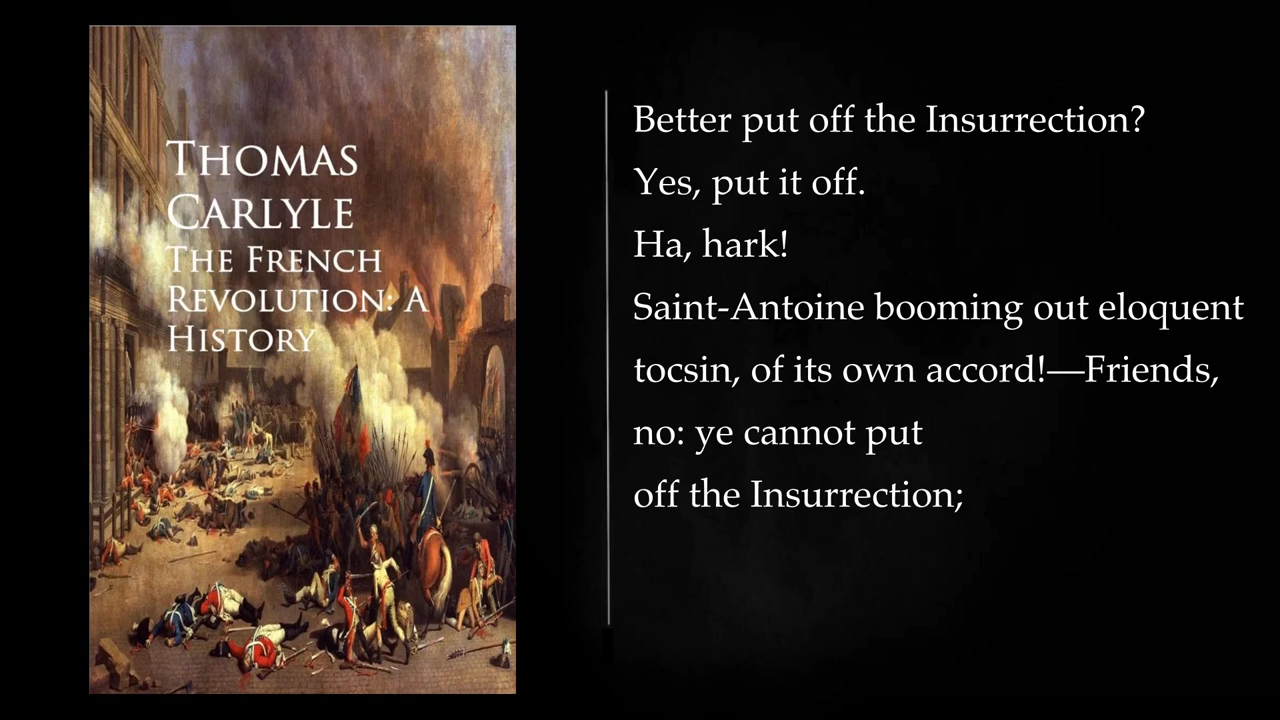 THOMAS
CARLYLE
THE FRENCH
REVOLUTION: A
HISTORY
Better put off the Insurrection?
Yes, put it off.
Ha, hark!
Saint-Antoine booming out eloquent
tocsin, of its own accord!—Friends,
no: ye cannot put
off the Insurrection;